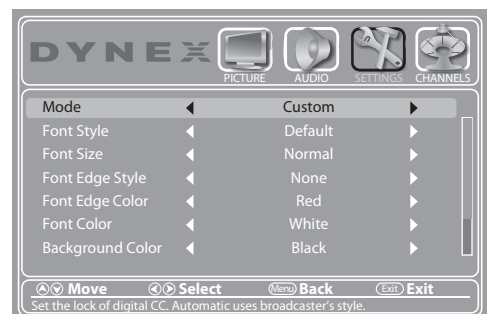 DYNEX
PICTURE AUDIO SETTINGS CHANNELS
Mode Custom
Font Style Default
Font Size Normal
Font Edge Style None
Font Edge Color Red
Font Color White
Background Color Black
Move Select Menu Back Exit Exit
Set the lock of digital CC. Automatic uses broadcaster's style.